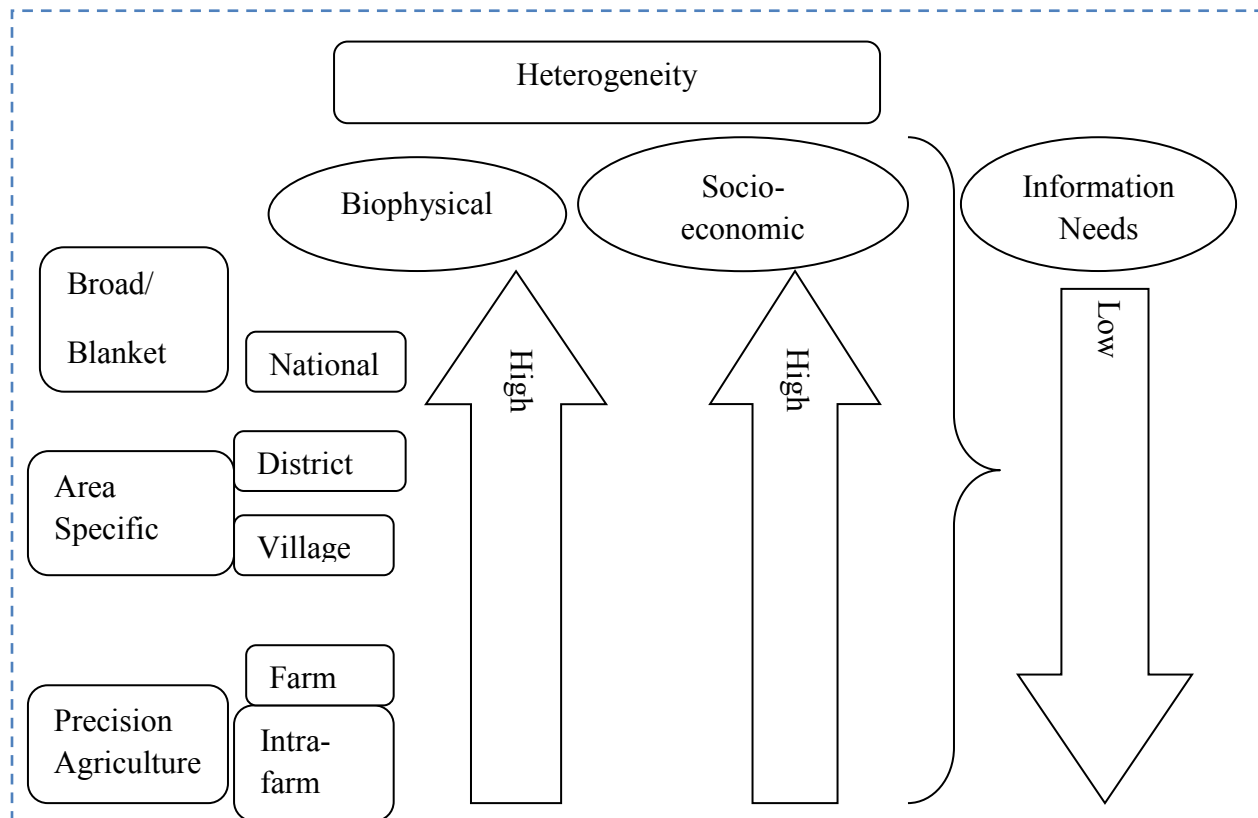 Heterogeneity
Biophysical
Socio-
economic
Information
Needs
Broad/
Blanket
National
High
High
Low
District
Area
Specific
Village
Farm
Precision
Agriculture
Intra-
farm